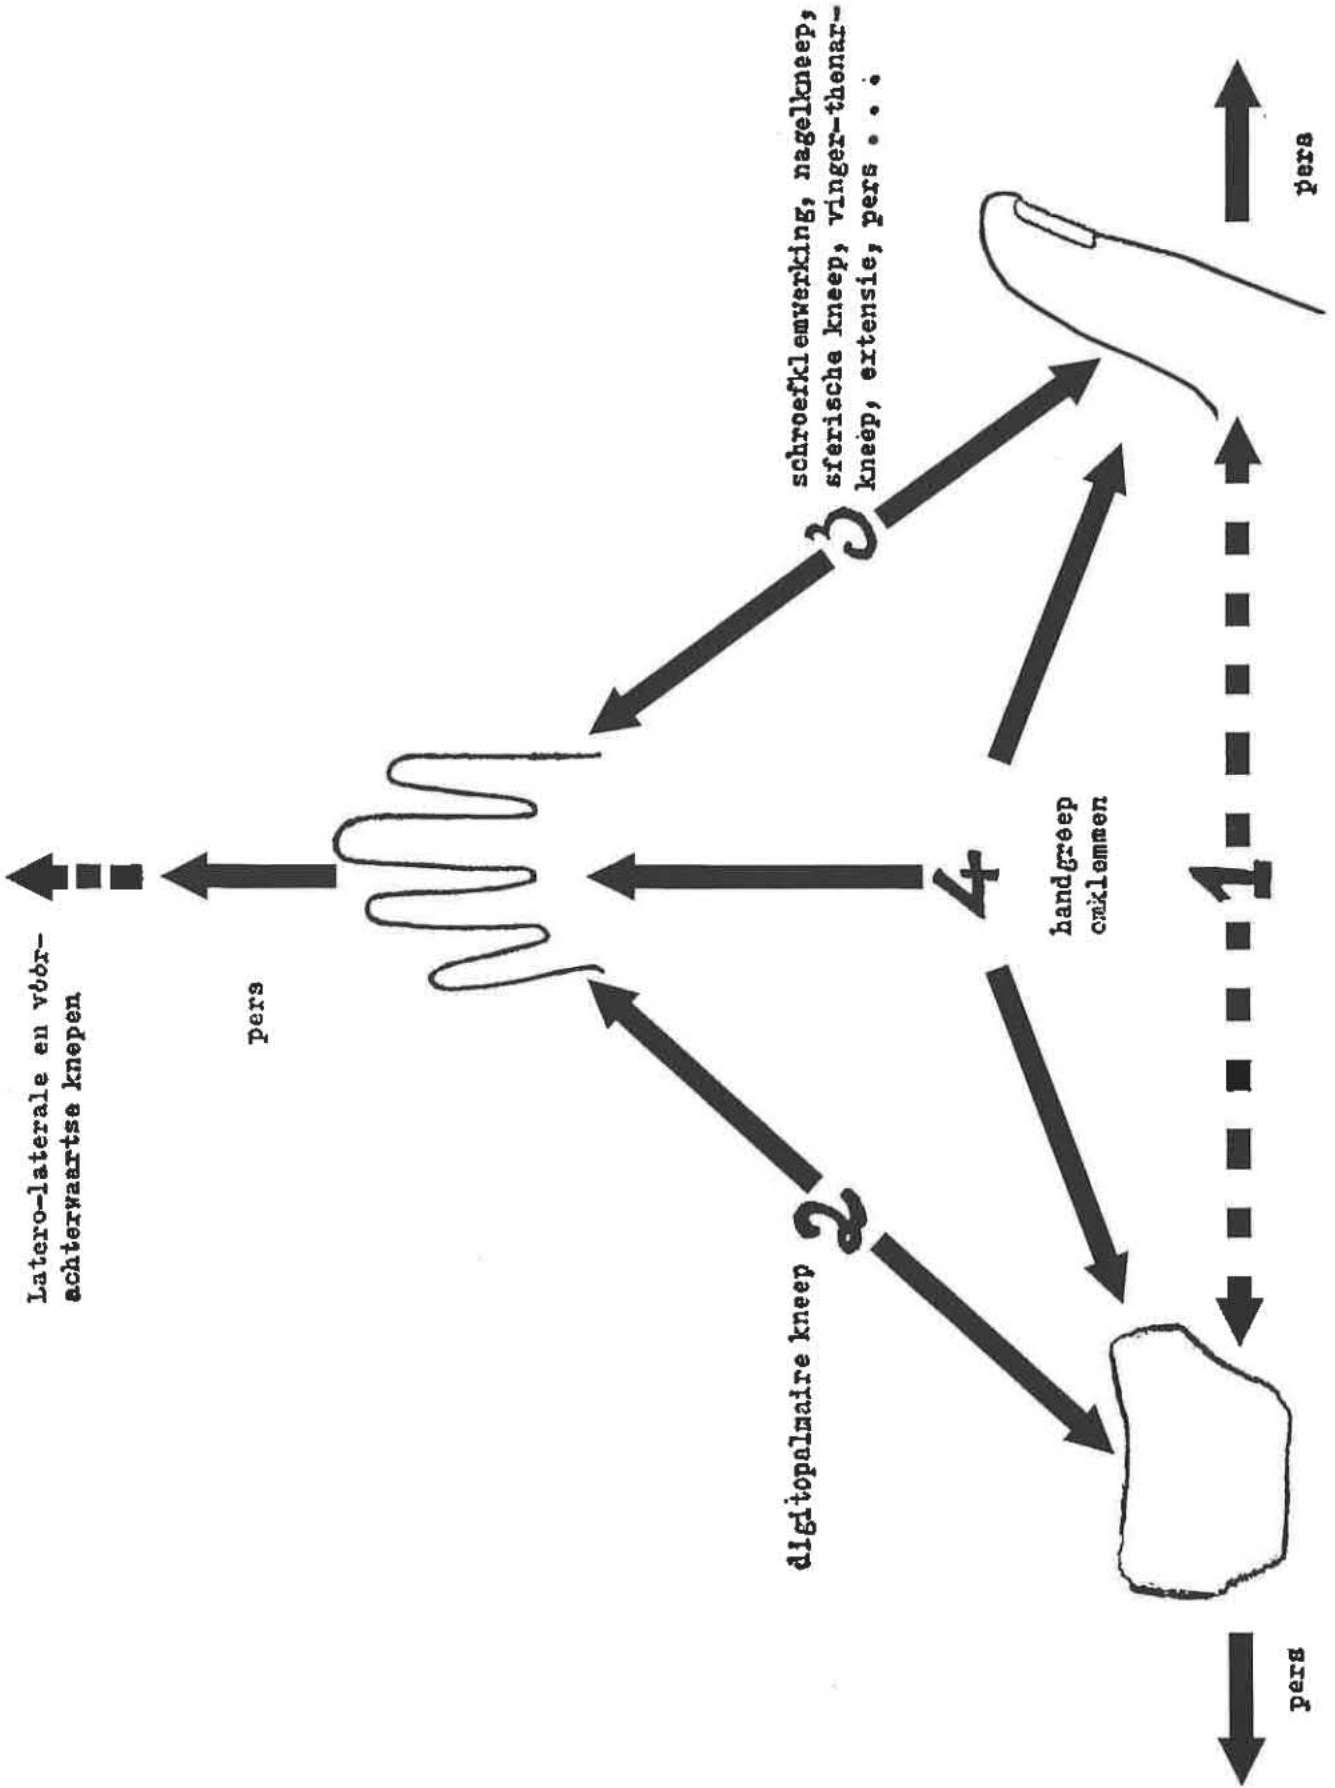 Latero-laterale en vóór-
achterwaartse knepen
pers
schroefklemwerking, nagelkneep,
sferische kneep, vinger-thenar-
kneep, extensie, pers . . .
3
digitopalmaire kneep
2
4
handgreep
omklemmen
1
pers
pers